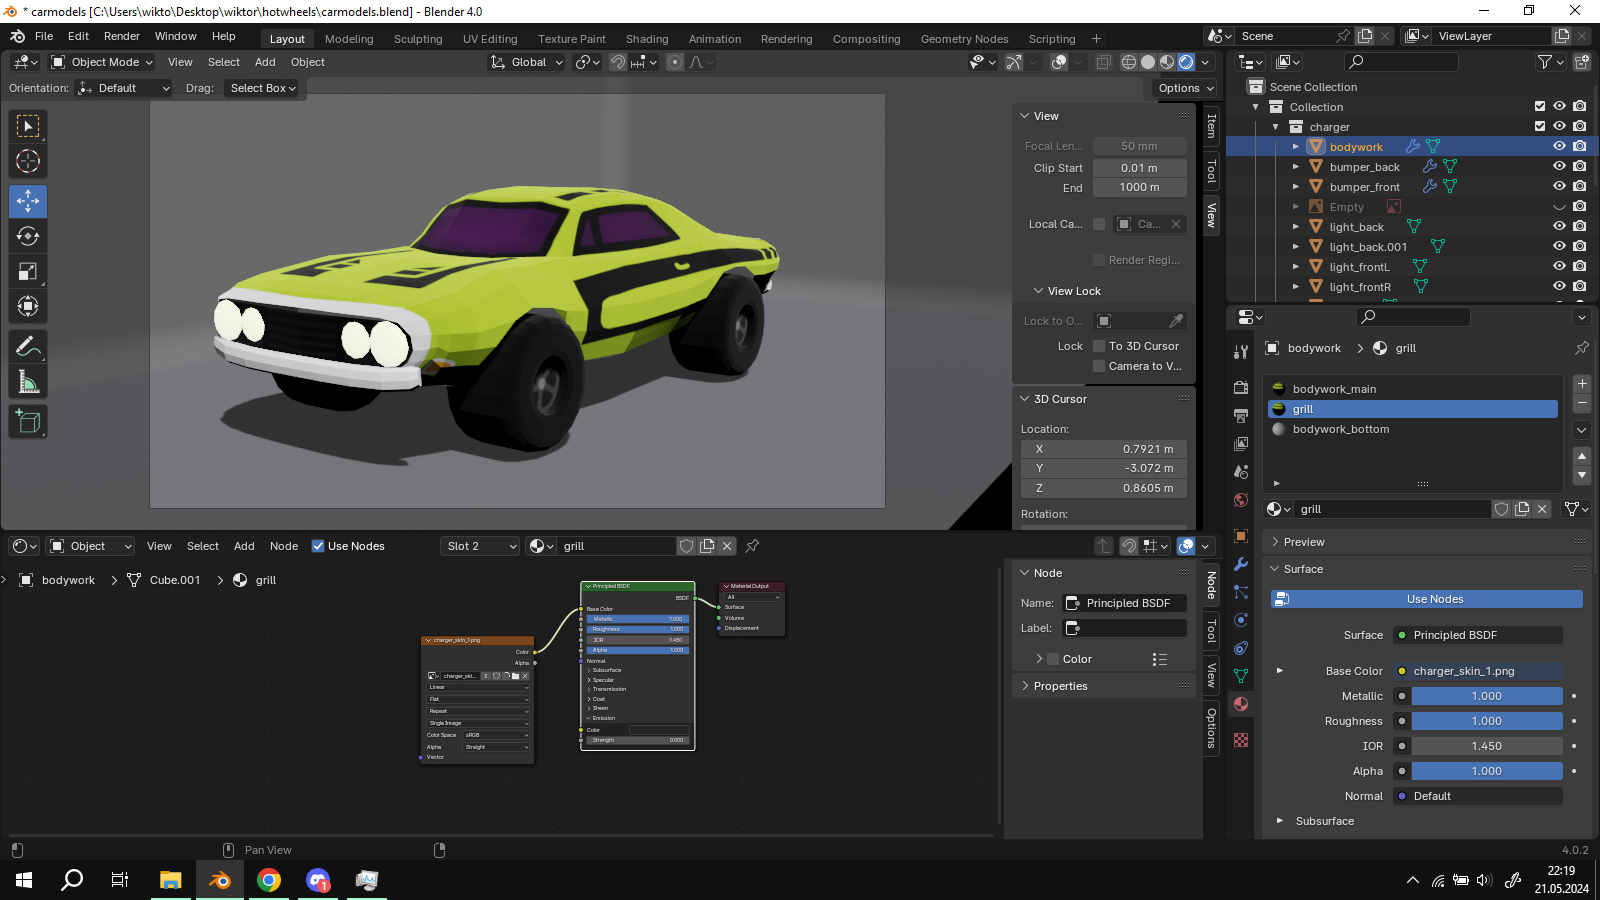 * carmodels [C:\Users\wikto\Desktop\wiktor\hotwheels\carmodels.blend] - Blender 4.0
File Edit Render Window Help
Layout Modeling Sculpting UV Editing Texture Paint Shading Animation Rendering Compositing Geometry Nodes Scripting +
Scene
ViewLayer
Object Mode View Select Add Object
Global
Orientation: Default Drag: Select Box
Options
View
Focal Len... 50 mm
Clip Start 0.01 m
End 1000 m
Local Ca... Ca...
Render Regi...
View Lock
Lock to O...
Lock To 3D Cursor
Camera to V...
3D Cursor
Location:
X 0.7921 m
Y -3.072 m
Z 0.8605 m
Rotation:
Item
Tool
View
Scene Collection
Collection
charger
bodywork
bumper_back
bumper_front
Empty
light_back
light_back.001
light_frontL
light_frontR
bodywork > grill
bodywork_main
grill
bodywork_bottom
grill
Preview
Surface
Use Nodes
Surface Principled BSDF
Base Color charger_skin_1.png
Metallic 1.000
Roughness 1.000
IOR 1.450
Alpha 1.000
Normal Default
Subsurface
Object View Select Add Node Use Nodes Slot 2 grill
bodywork > Cube.001 > grill
charger_skin_1.png
Color
Alpha
charger_ski... 3
Linear
Flat
Repeat
Single Image
Color Space sRGB
Alpha Straight
Vector
Principled BSDF
BSDF
Base Color
Metallic 1.000
Roughness 1.000
IOR 1.450
Alpha 1.000
Normal
Subsurface
Specular
Transmission
Coat
Sheen
Emission
Color
Strength 0.000
Material Output
All
Surface
Volume
Displacement
Node
Name: Principled BSDF
Label:
Color
Properties
Node
Tool
View
Options
Pan View
4.0.2
1
22:19
21.05.2024